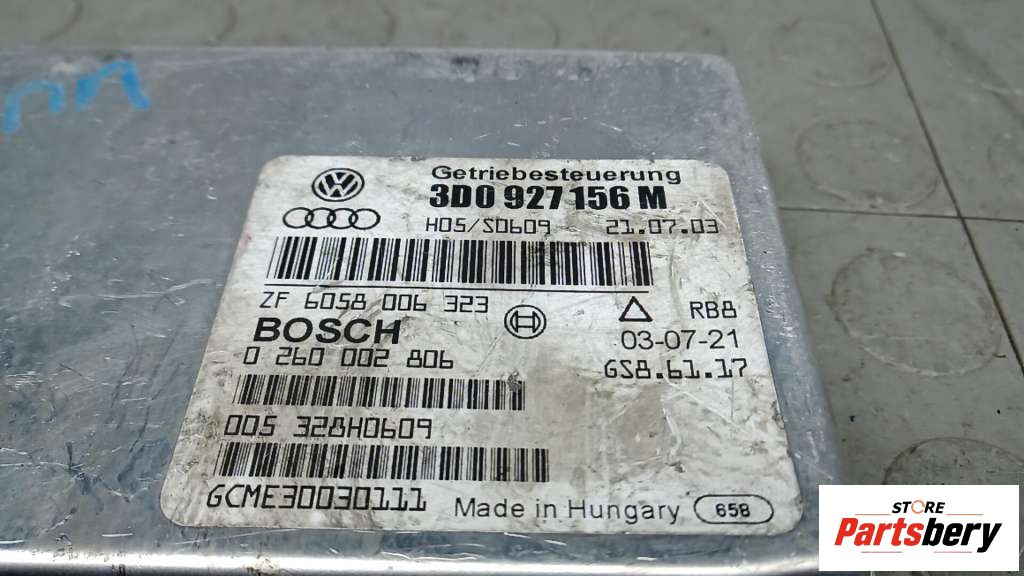 Getriebesteuerung
3D0 927 156 M
H05/S0609 21.07.03
ZF 6058 006 323
RB8
BOSCH
03-07-21
0 260 002 806
GS8.61.17
005 328H0609
GCME30030111
Made in Hungary 658
STORE
Partsbery